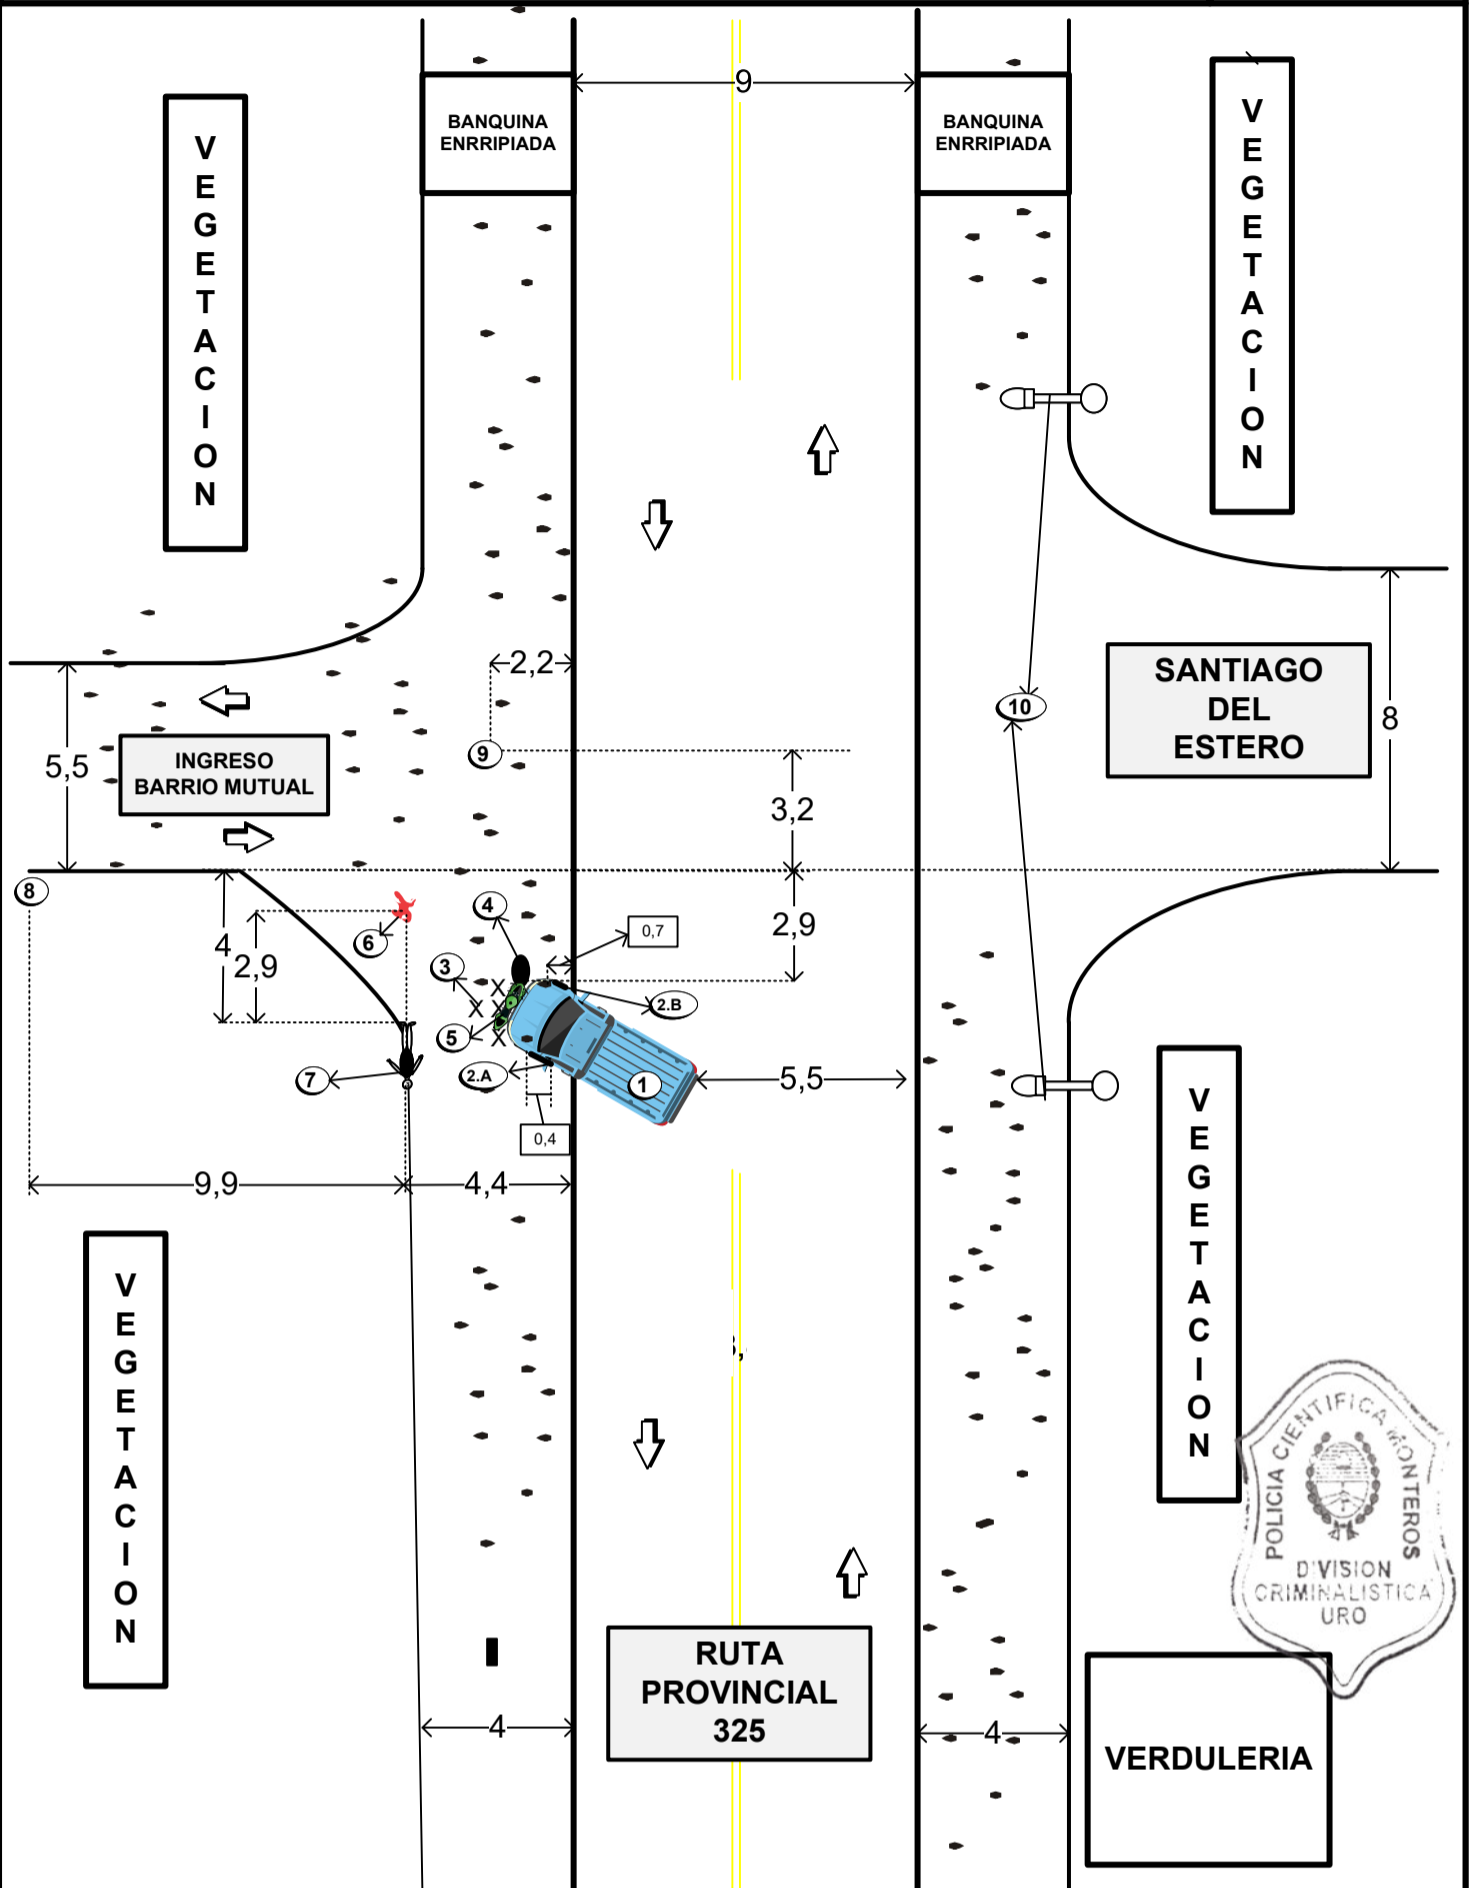 9
BANQUINA
ENRRIPIADA
BANQUINA
ENRRIPIADA
V
E
G
E
T
A
C
I
O
N
V
E
G
E
T
A
C
I
O
N
2,2
9
10
SANTIAGO
DEL
ESTERO
8
5,5
INGRESO
BARRIO MUTUAL
3,2
8
4
2,9
6
4
3
5
7
0,7
2,9
2.B
2.A
1
5,5
0,4
9,9
4,4
V
E
G
E
T
A
C
I
O
N
V
E
G
E
T
A
C
I
O
N
X
X
X
X
POLICIA CIENTIFICA MONTEROS
DIVISION
CRIMINALISTICA
URO
RUTA
PROVINCIAL
325
4
4
VERDULERIA